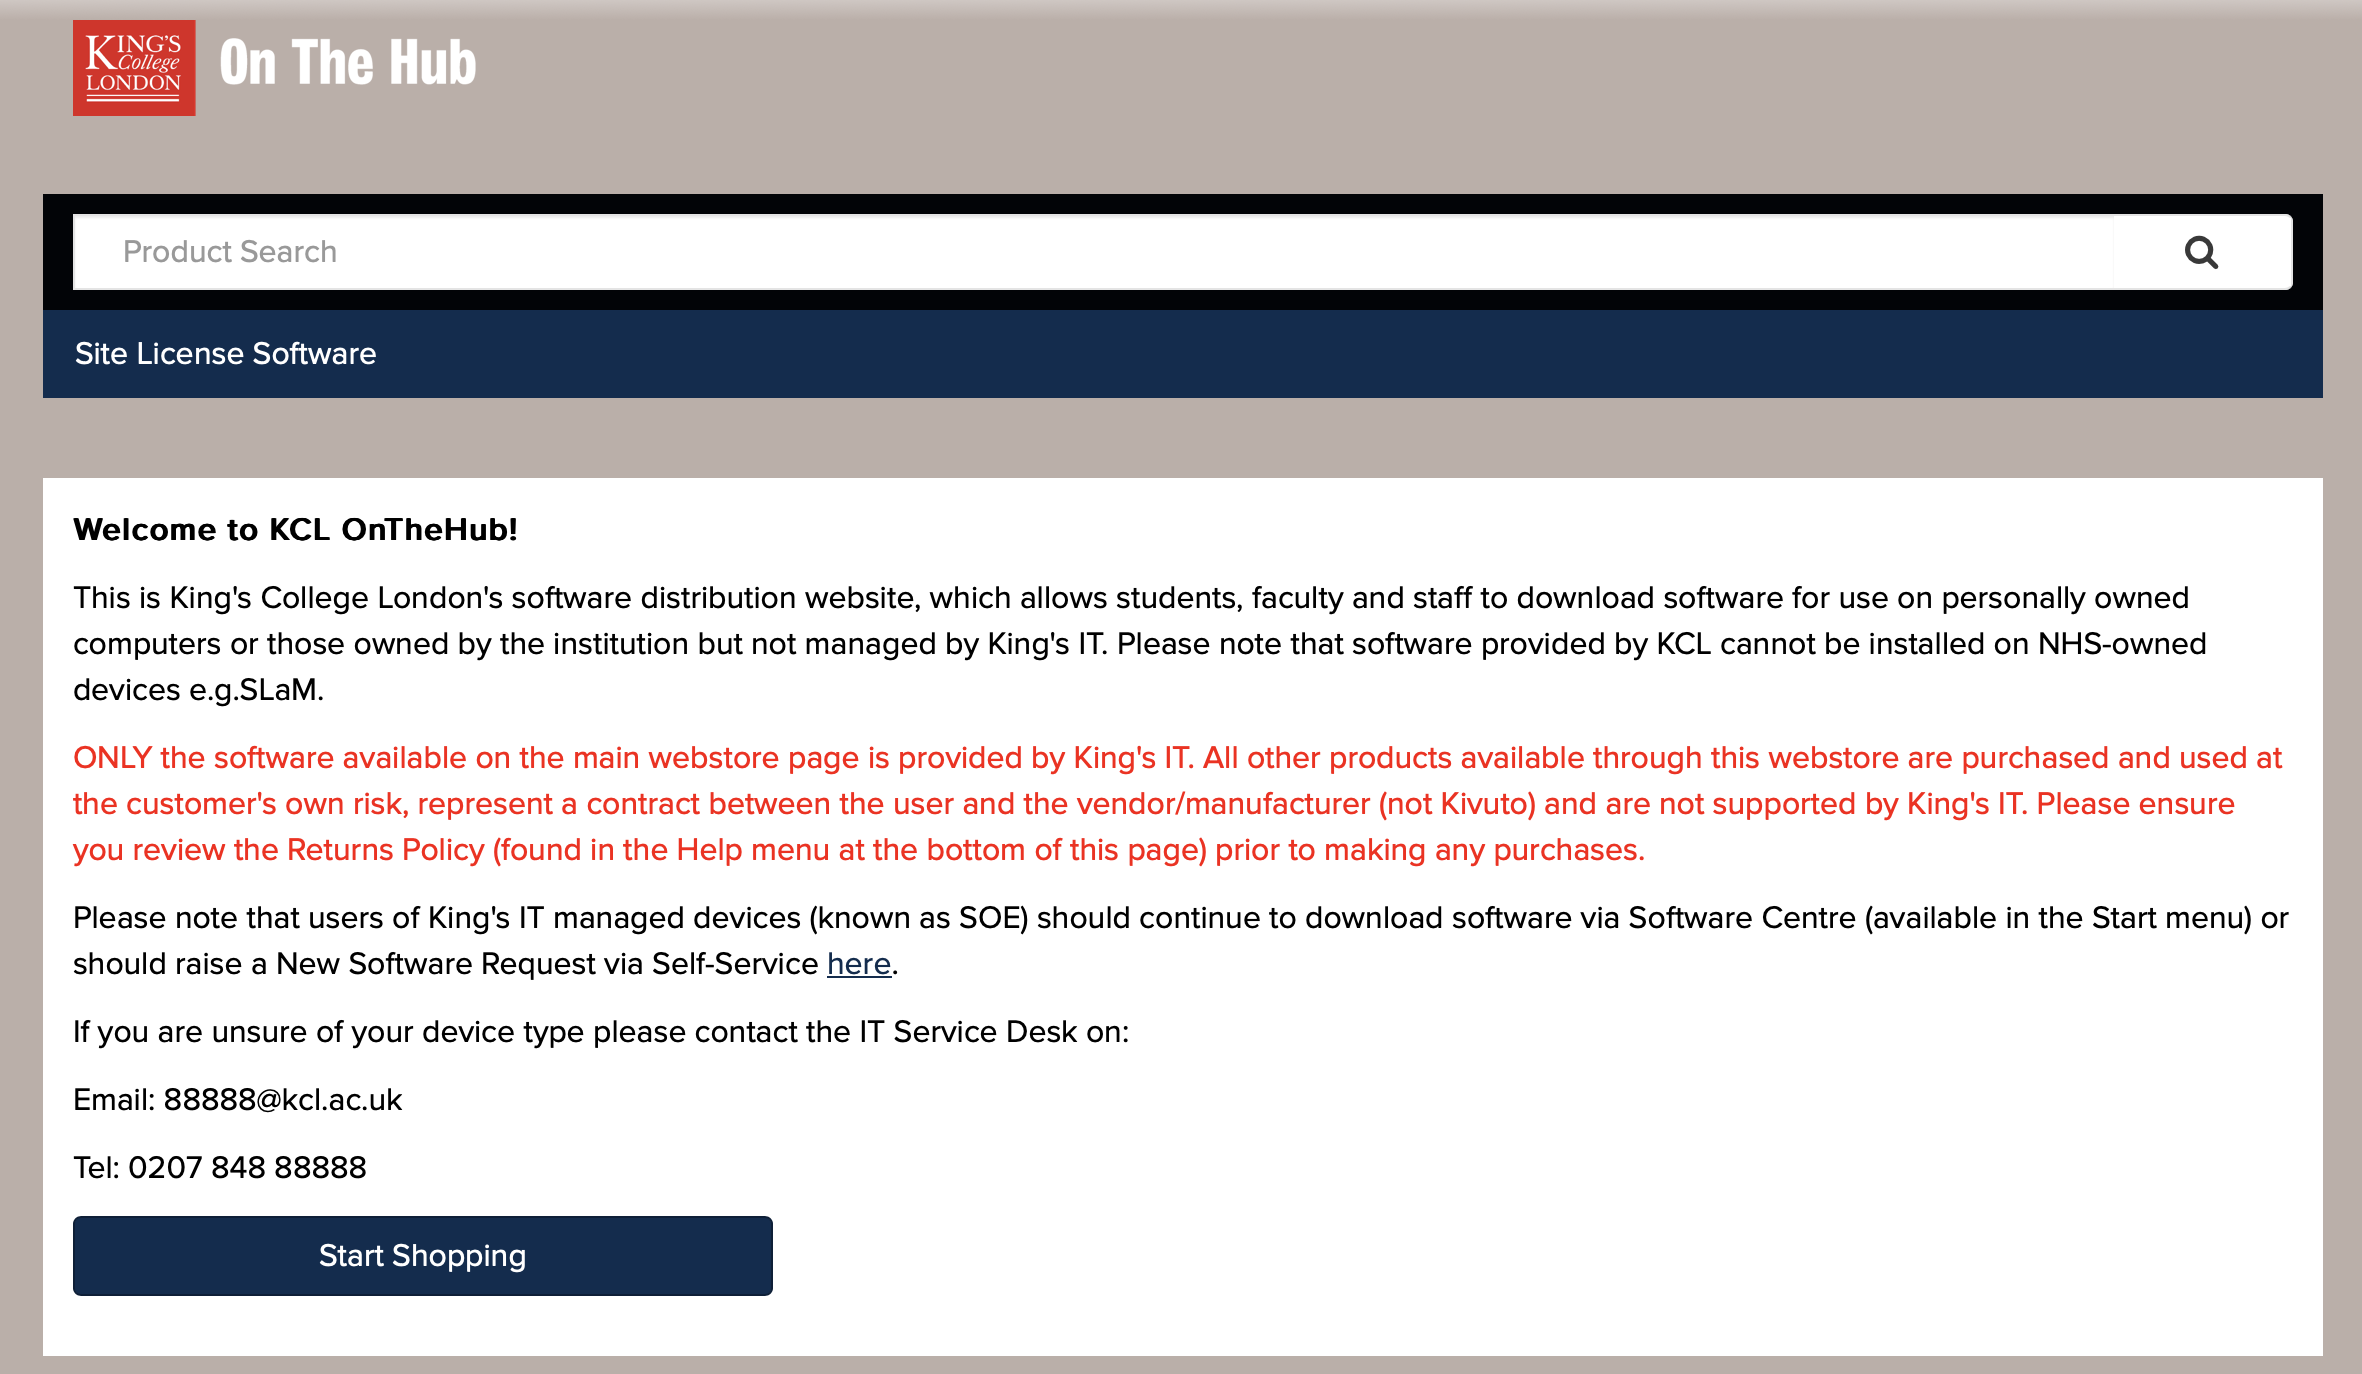 KING'S
College
LONDON
On The Hub
Product Search
Site License Software
Welcome to KCL OnTheHub!
This is King's College London's software distribution website, which allows students, faculty and staff to download software for use on personally owned
computers or those owned by the institution but not managed by King's IT. Please note that software provided by KCL cannot be installed on NHS-owned
devices e.g.SLaM.
ONLY the software available on the main webstore page is provided by King's IT. All other products available through this webstore are purchased and used at
the customer's own risk, represent a contract between the user and the vendor/manufacturer (not Kivuto) and are not supported by King's IT. Please ensure
you review the Returns Policy (found in the Help menu at the bottom of this page) prior to making any purchases.
Please note that users of King's IT managed devices (known as SOE) should continue to download software via Software Centre (available in the Start menu) or
should raise a New Software Request via Self-Service here.
If you are unsure of your device type please contact the IT Service Desk on:
Email: 88888@kcl.ac.uk
Tel: 0207 848 88888
Start Shopping